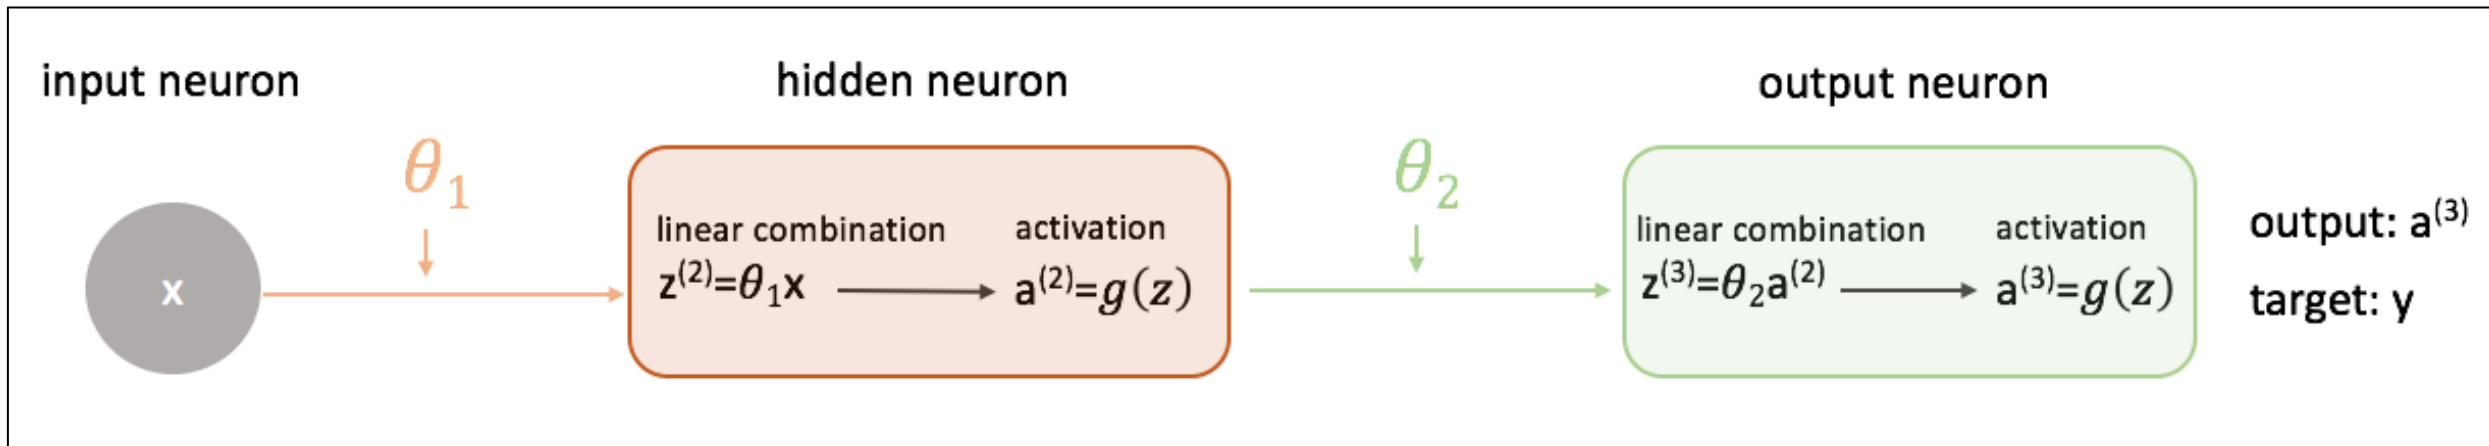 input neuron
hidden neuron
output neuron
θ₁
θ₂
x
linear combination
activation
z⁽²⁾=θ₁x
a⁽²⁾=g(z)
linear combination
activation
z⁽³⁾=θ₂a⁽²⁾
a⁽³⁾=g(z)
output: a⁽³⁾
target: y